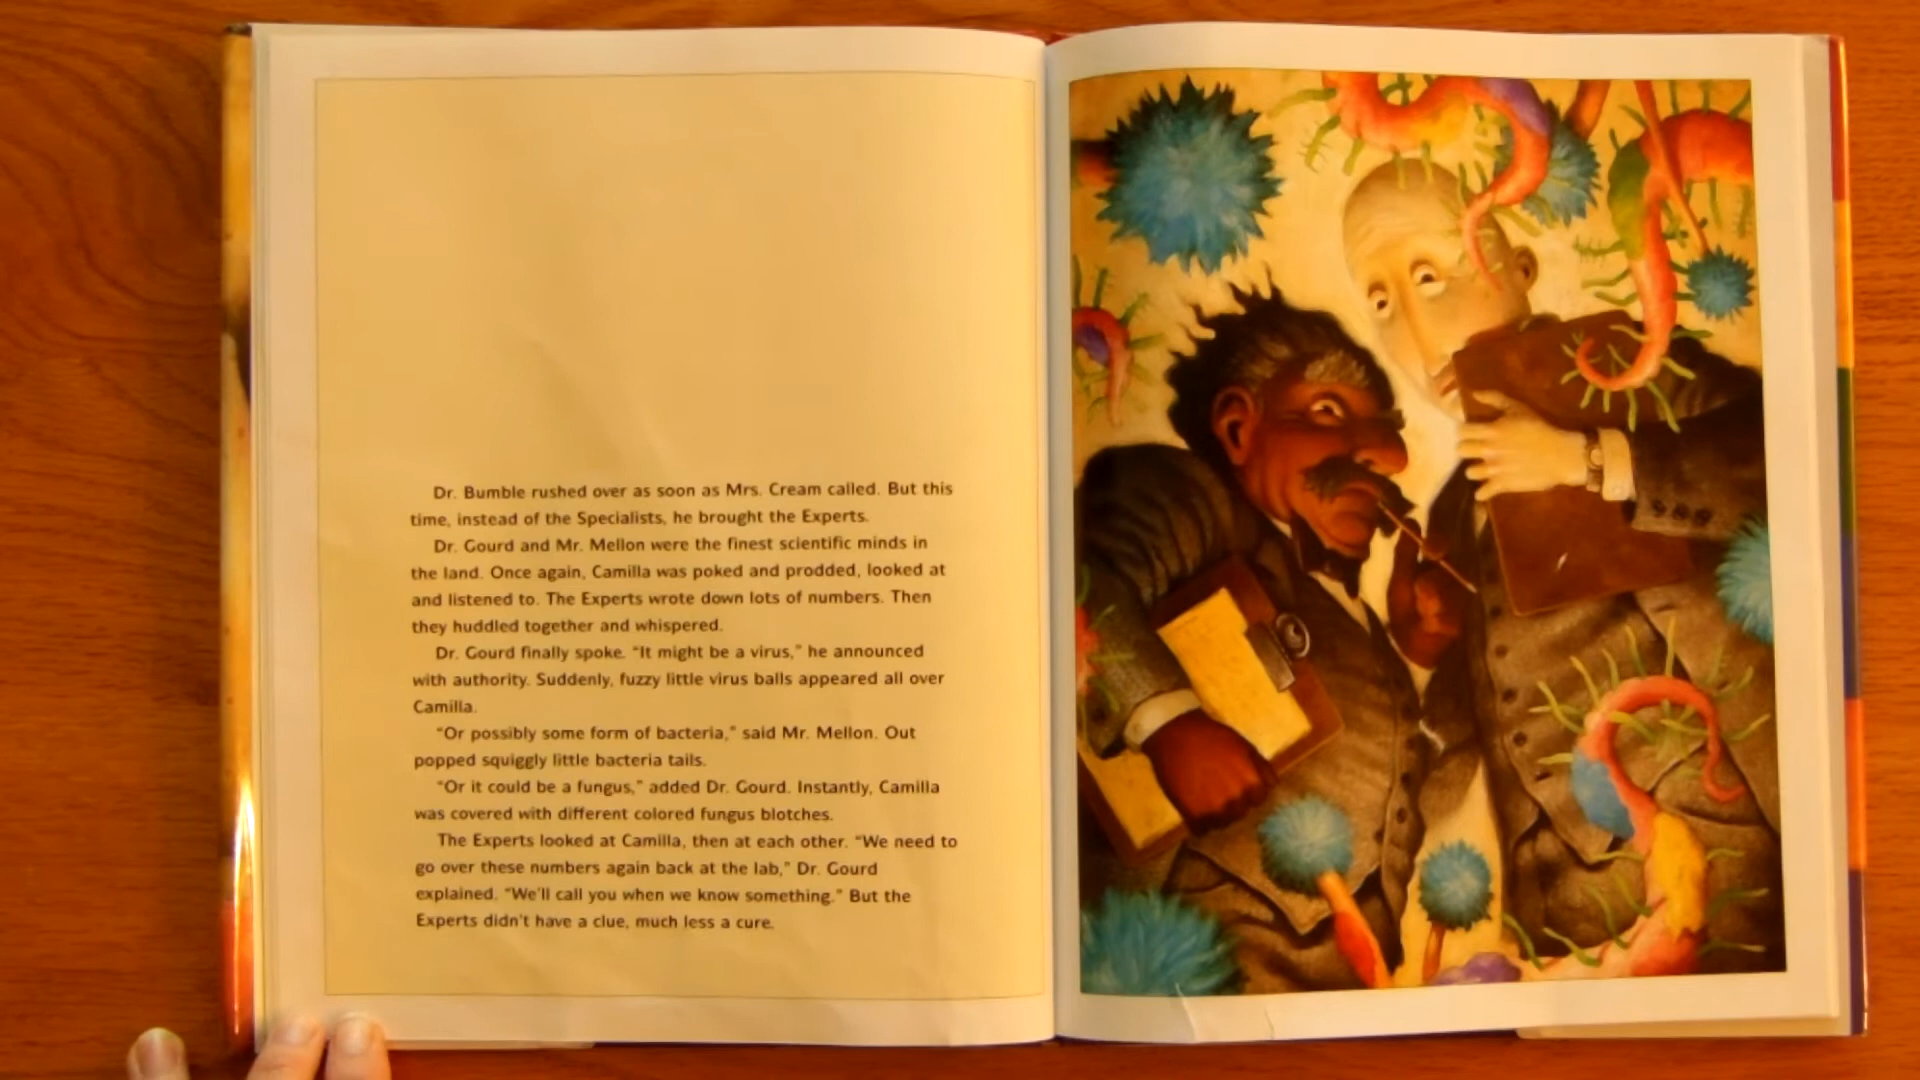 Dr. Bumble rushed over as soon as Mrs. Cream called. But this
time, instead of the Specialists, he brought the Experts.
Dr. Gourd and Mr. Mellon were the finest scientific minds in
the land. Once again, Camilla was poked and prodded, looked at
and listened to. The Experts wrote down lots of numbers. Then
they huddled together and whispered.
Dr. Gourd finally spoke. “It might be a virus,” he announced
with authority. Suddenly, fuzzy little virus balls appeared all over
Camilla.
“Or possibly some form of bacteria,” said Mr. Mellon. Out
popped squiggly little bacteria tails.
“Or it could be a fungus,” added Dr. Gourd. Instantly, Camilla
was covered with different colored fungus blotches.
The Experts looked at Camilla, then at each other. “We need to
go over these numbers again back at the lab,” Dr. Gourd
explained. “We'll call you when we know something.” But the
Experts didn't have a clue, much less a cure.